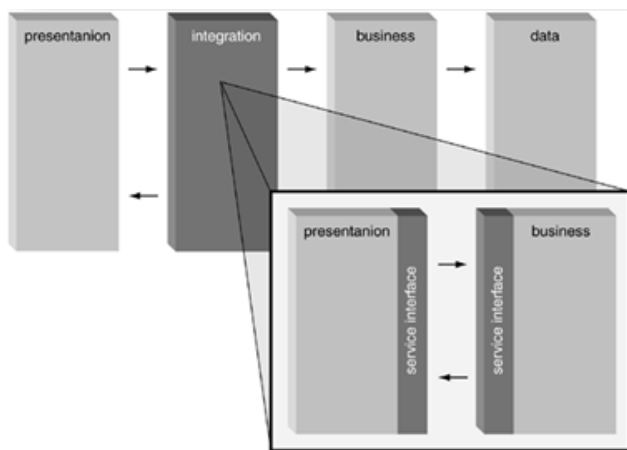 presentanion
integration
business
data
presentanion
service interface
service interface
business